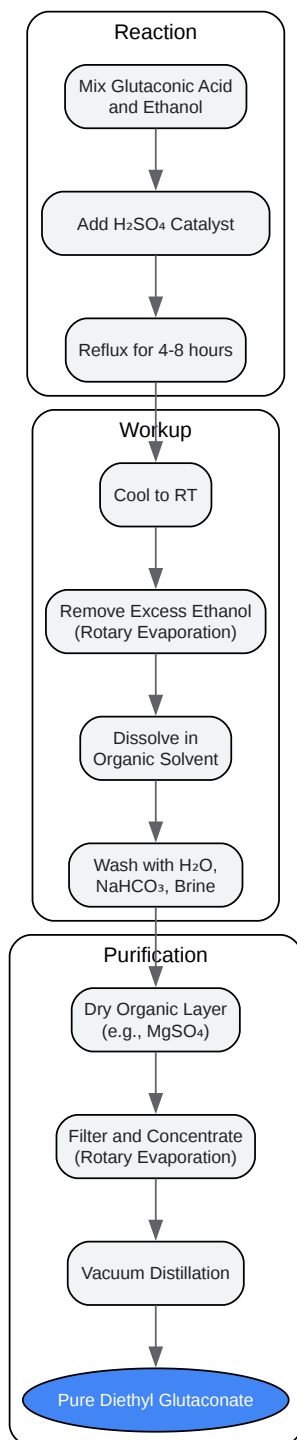 Reaction
Mix Glutaconic Acid
and Ethanol
Add H₂SO₄ Catalyst
Reflux for 4-8 hours
Workup
Cool to RT
Remove Excess Ethanol
(Rotary Evaporation)
Dissolve in
Organic Solvent
Wash with H₂O,
NaHCO₃, Brine
Purification
Dry Organic Layer
(e.g., MgSO₄)
Filter and Concentrate
(Rotary Evaporation)
Vacuum Distillation
Pure Diethyl Glutaconate